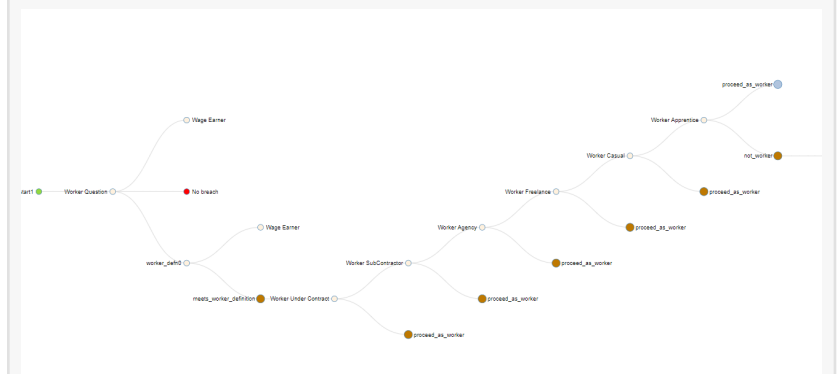 proceed_as_worker
Wage Earner
Worker Apprentice
Worker Casual
not_worker
start1
Worker Question
No breach
Worker Freelance
proceed_as_worker
Wage Earner
Worker Agency
proceed_as_worker
worker_defn0
Worker SubContractor
proceed_as_worker
meets_worker_definition
Worker Under Contract
proceed_as_worker
proceed_as_worker